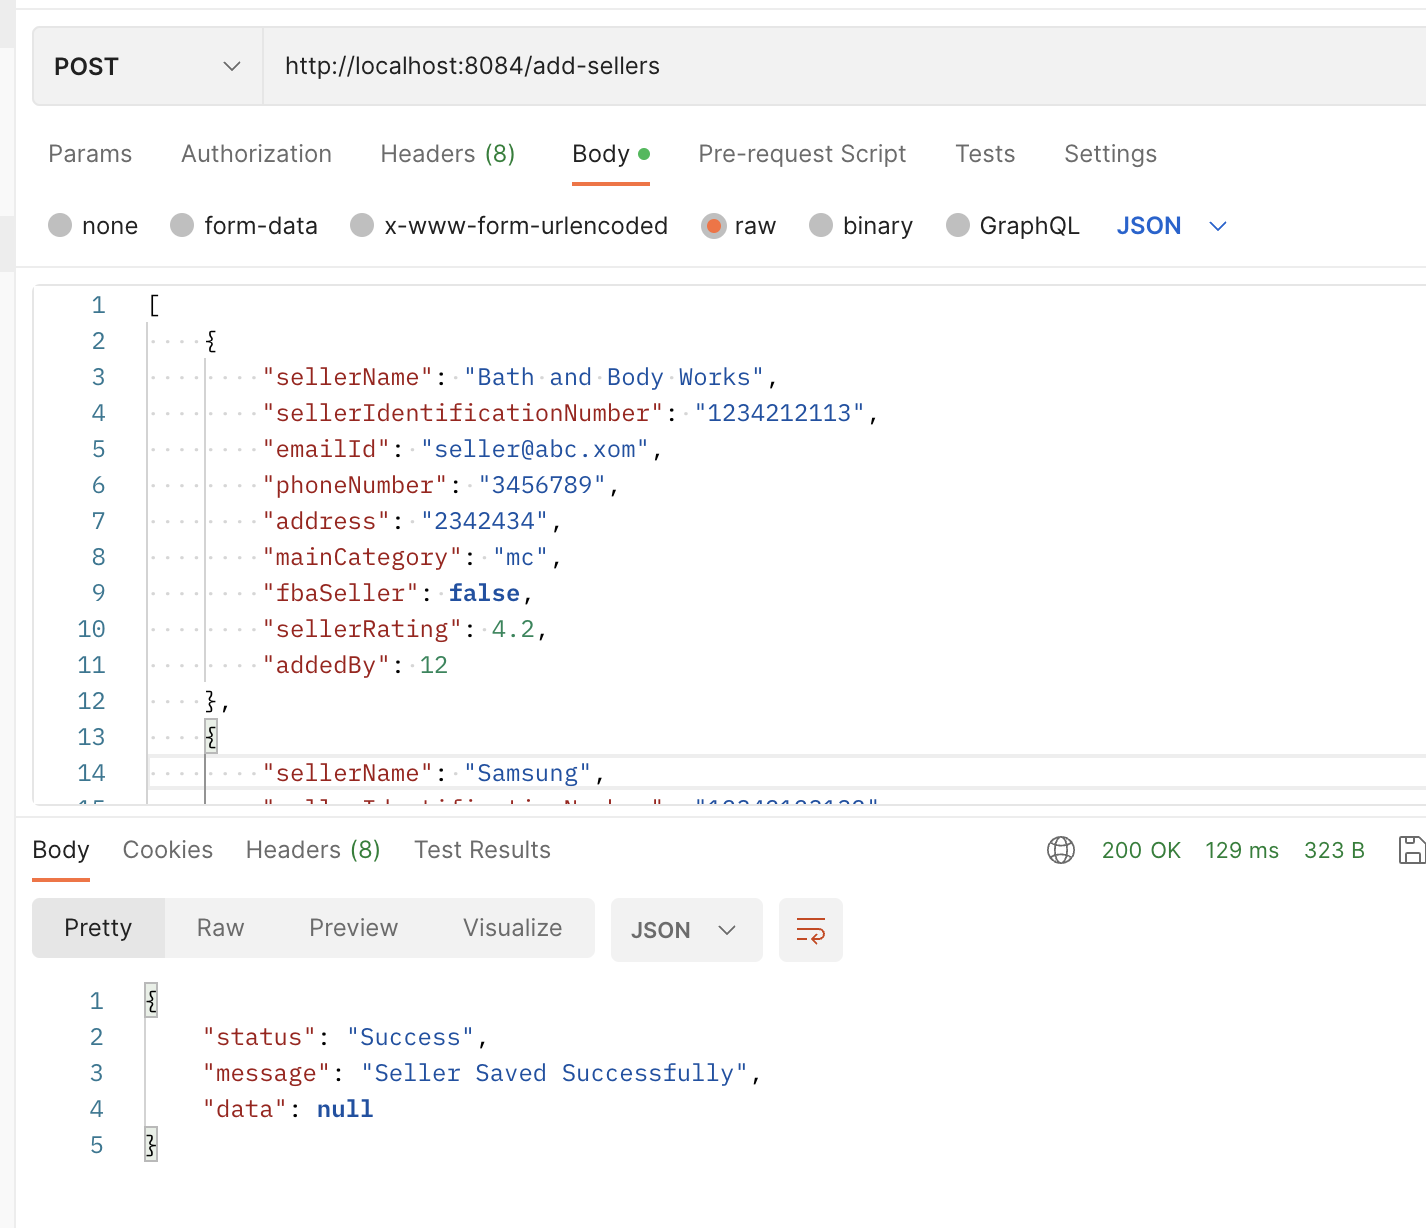 POST http://localhost:8084/add-sellers
Params Authorization Headers (8) Body Pre-request Script Tests Settings
none form-data x-www-form-urlencoded raw binary GraphQL JSON
1 [
2 {
3 "sellerName": "Bath and Body Works",
4 "sellerIdentificationNumber": "1234212113",
5 "emailId": "seller@abc.xom",
6 "phoneNumber": "3456789",
7 "address": "2342434",
8 "mainCategory": "mc",
9 "fbaSeller": false,
10 "sellerRating": 4.2,
11 "addedBy": 12
12 },
13 {
14 "sellerName": "Samsung",
Body Cookies Headers (8) Test Results 200 OK 129 ms 323 B
Pretty Raw Preview Visualize JSON
1 {
2 "status": "Success",
3 "message": "Seller Saved Successfully",
4 "data": null
5 }